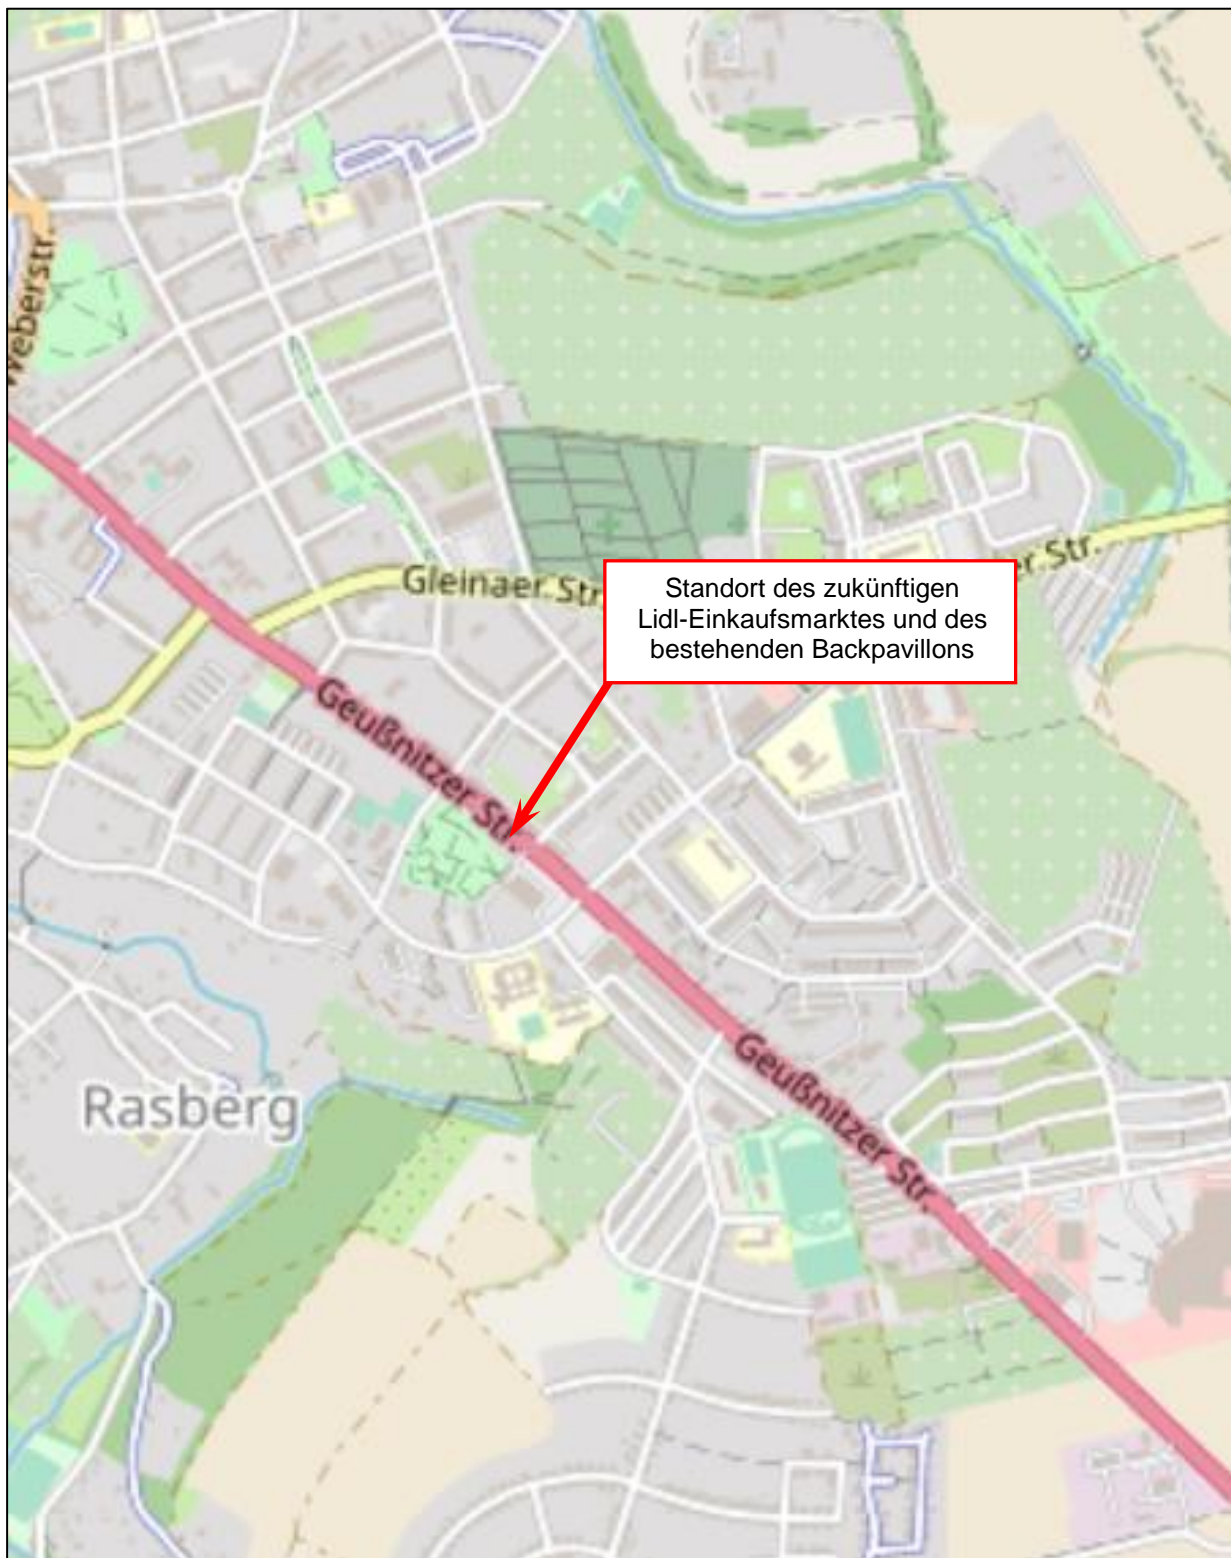 Weberstr.
Gleinaer Str.
er Str.
Standort des zukünftigen
Lidl-Einkaufsmarktes und des
bestehenden Backpavillons
Geußnitzer Str.
Rasberg
Geußnitzer Str.